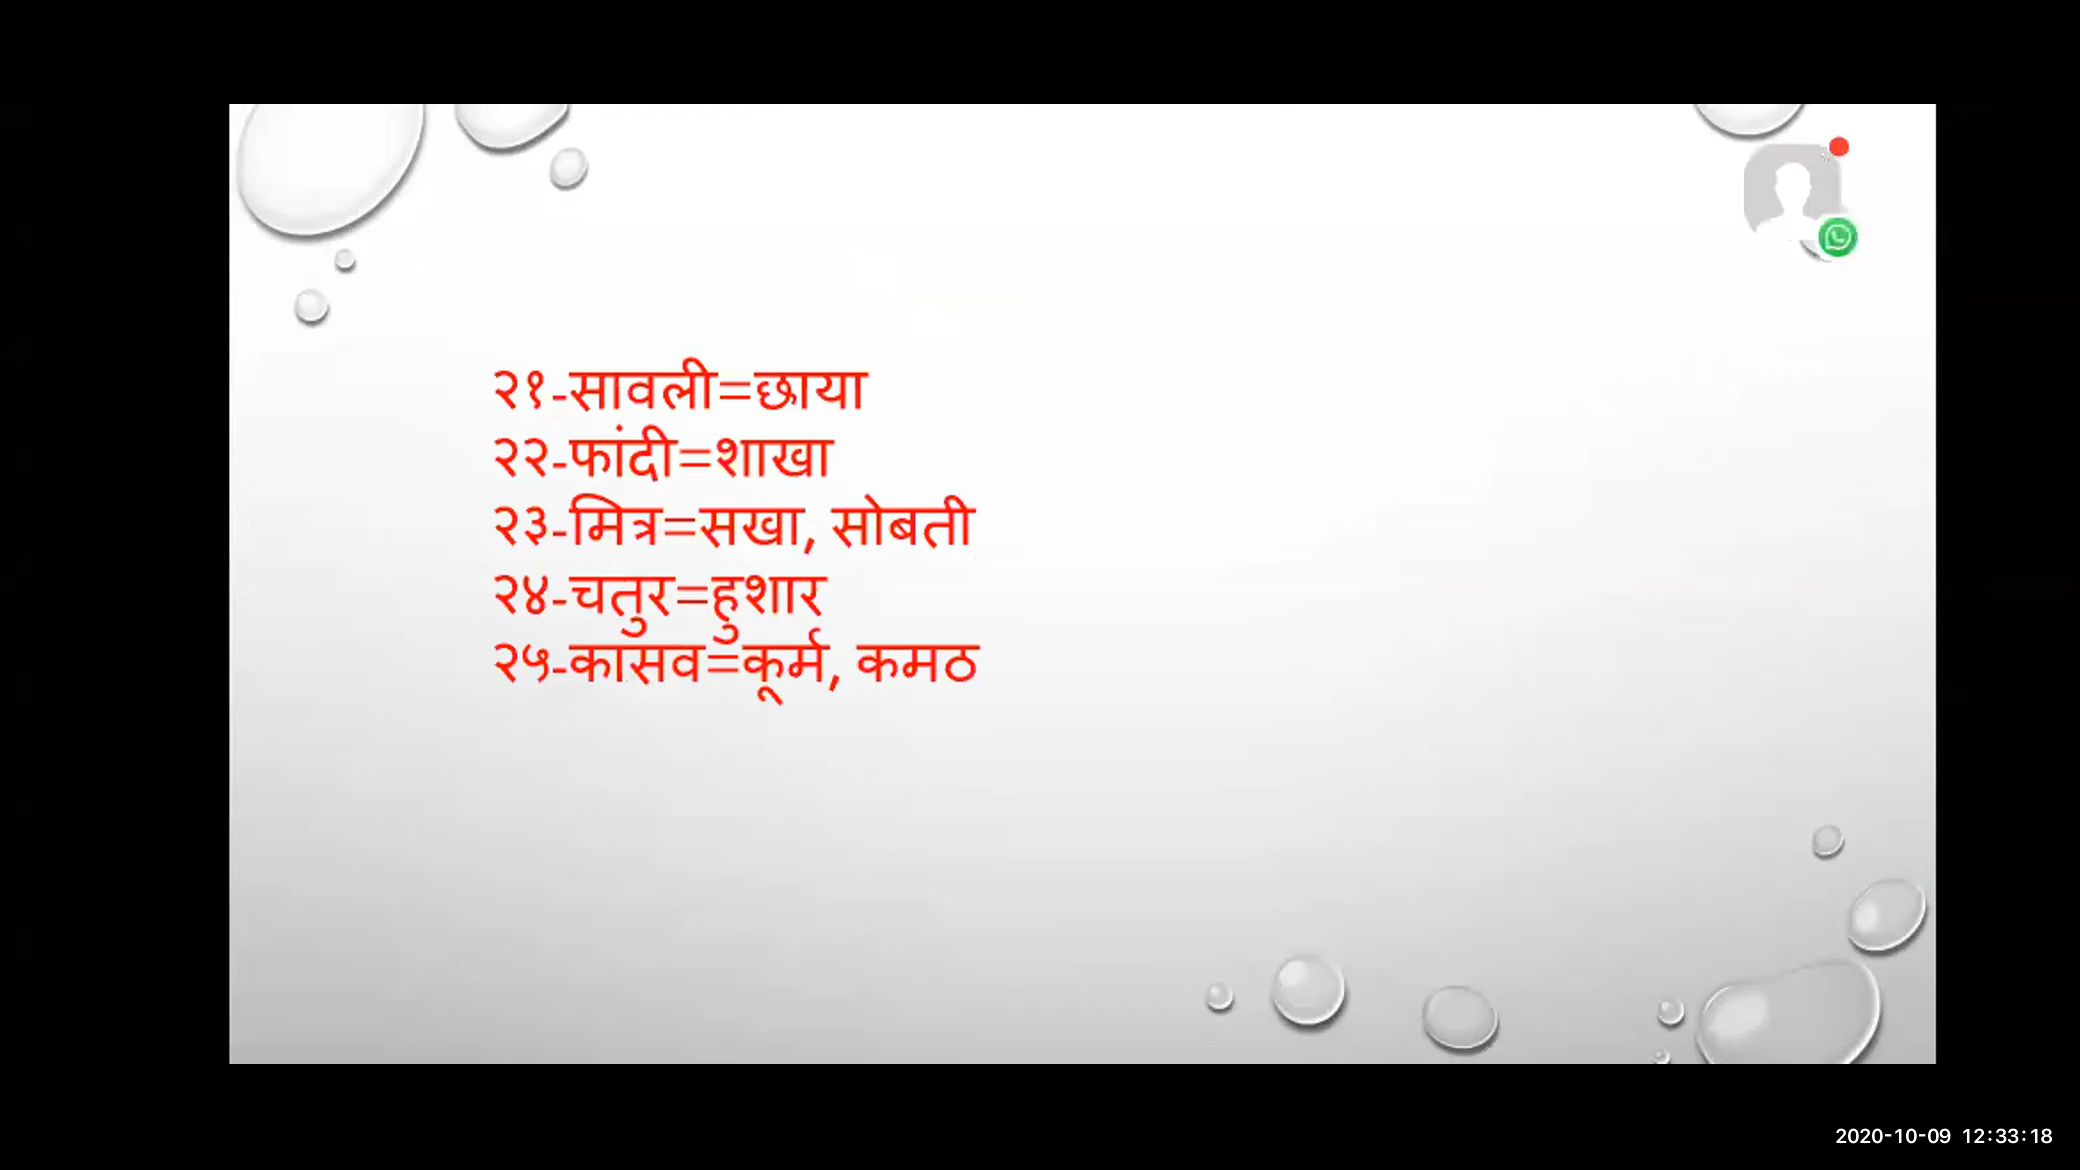 २१-सावली=छाया
२२-फांदी=शाखा
२३-मित्र=सखा, सोबती
२४-चतुर=हुशार
२५-कासव=कूर्म, कमठ
2020-10-09 12:33:18